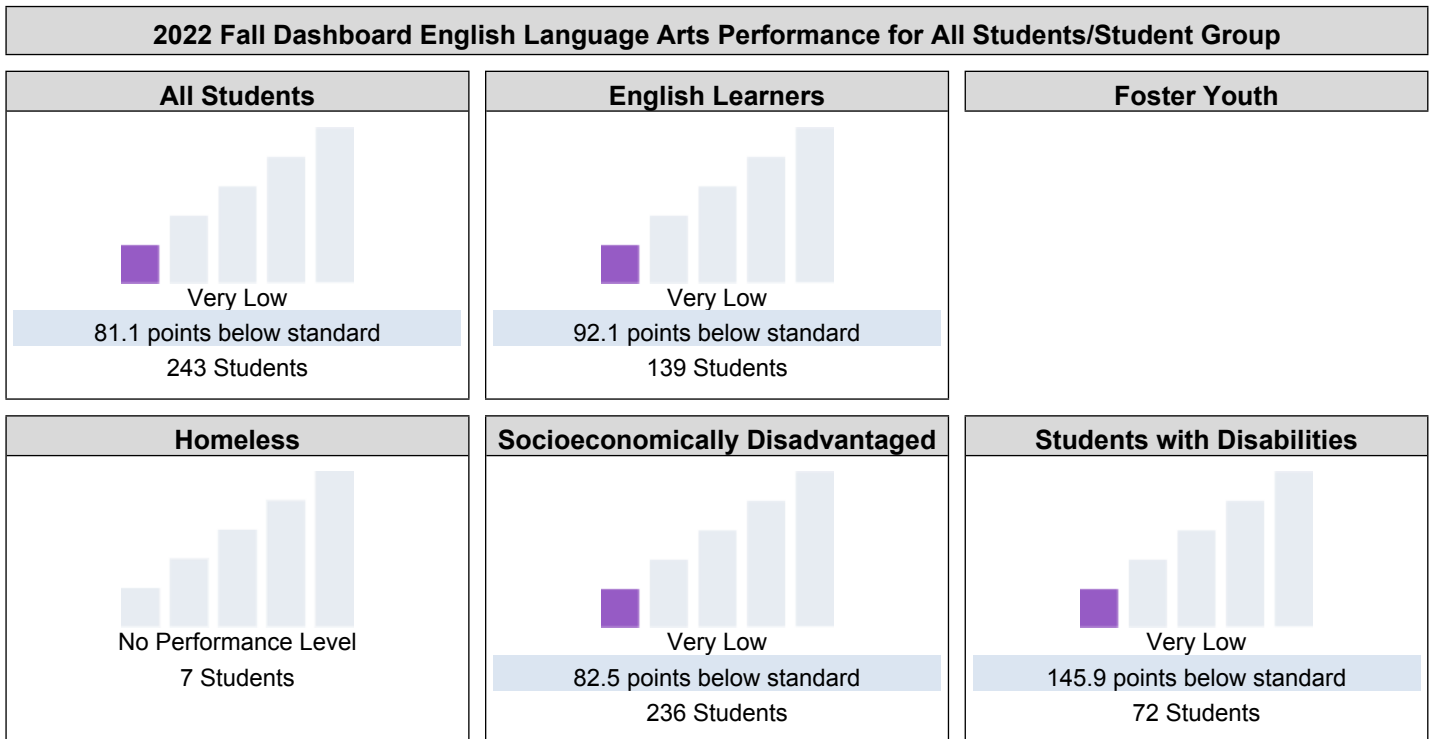 2022 Fall Dashboard English Language Arts Performance for All Students/Student Group
All Students
Very Low
81.1 points below standard
243 Students
English Learners
Very Low
92.1 points below standard
139 Students
Foster Youth
Homeless
No Performance Level
7 Students
Socioeconomically Disadvantaged
Very Low
82.5 points below standard
236 Students
Students with Disabilities
Very Low
145.9 points below standard
72 Students